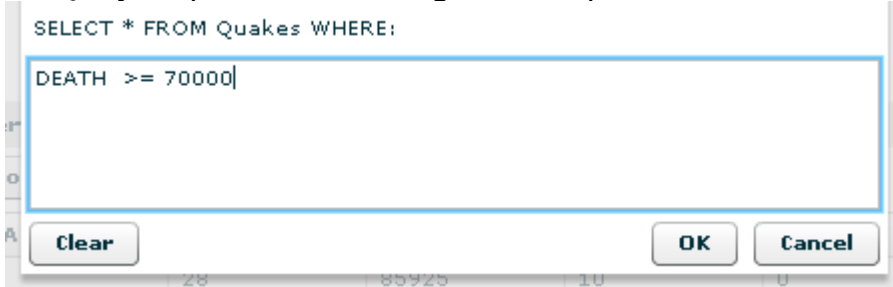 SELECT * FROM Quakes WHERE:
DEATH >= 70000
Clear OK Cancel
28 85925 10 0